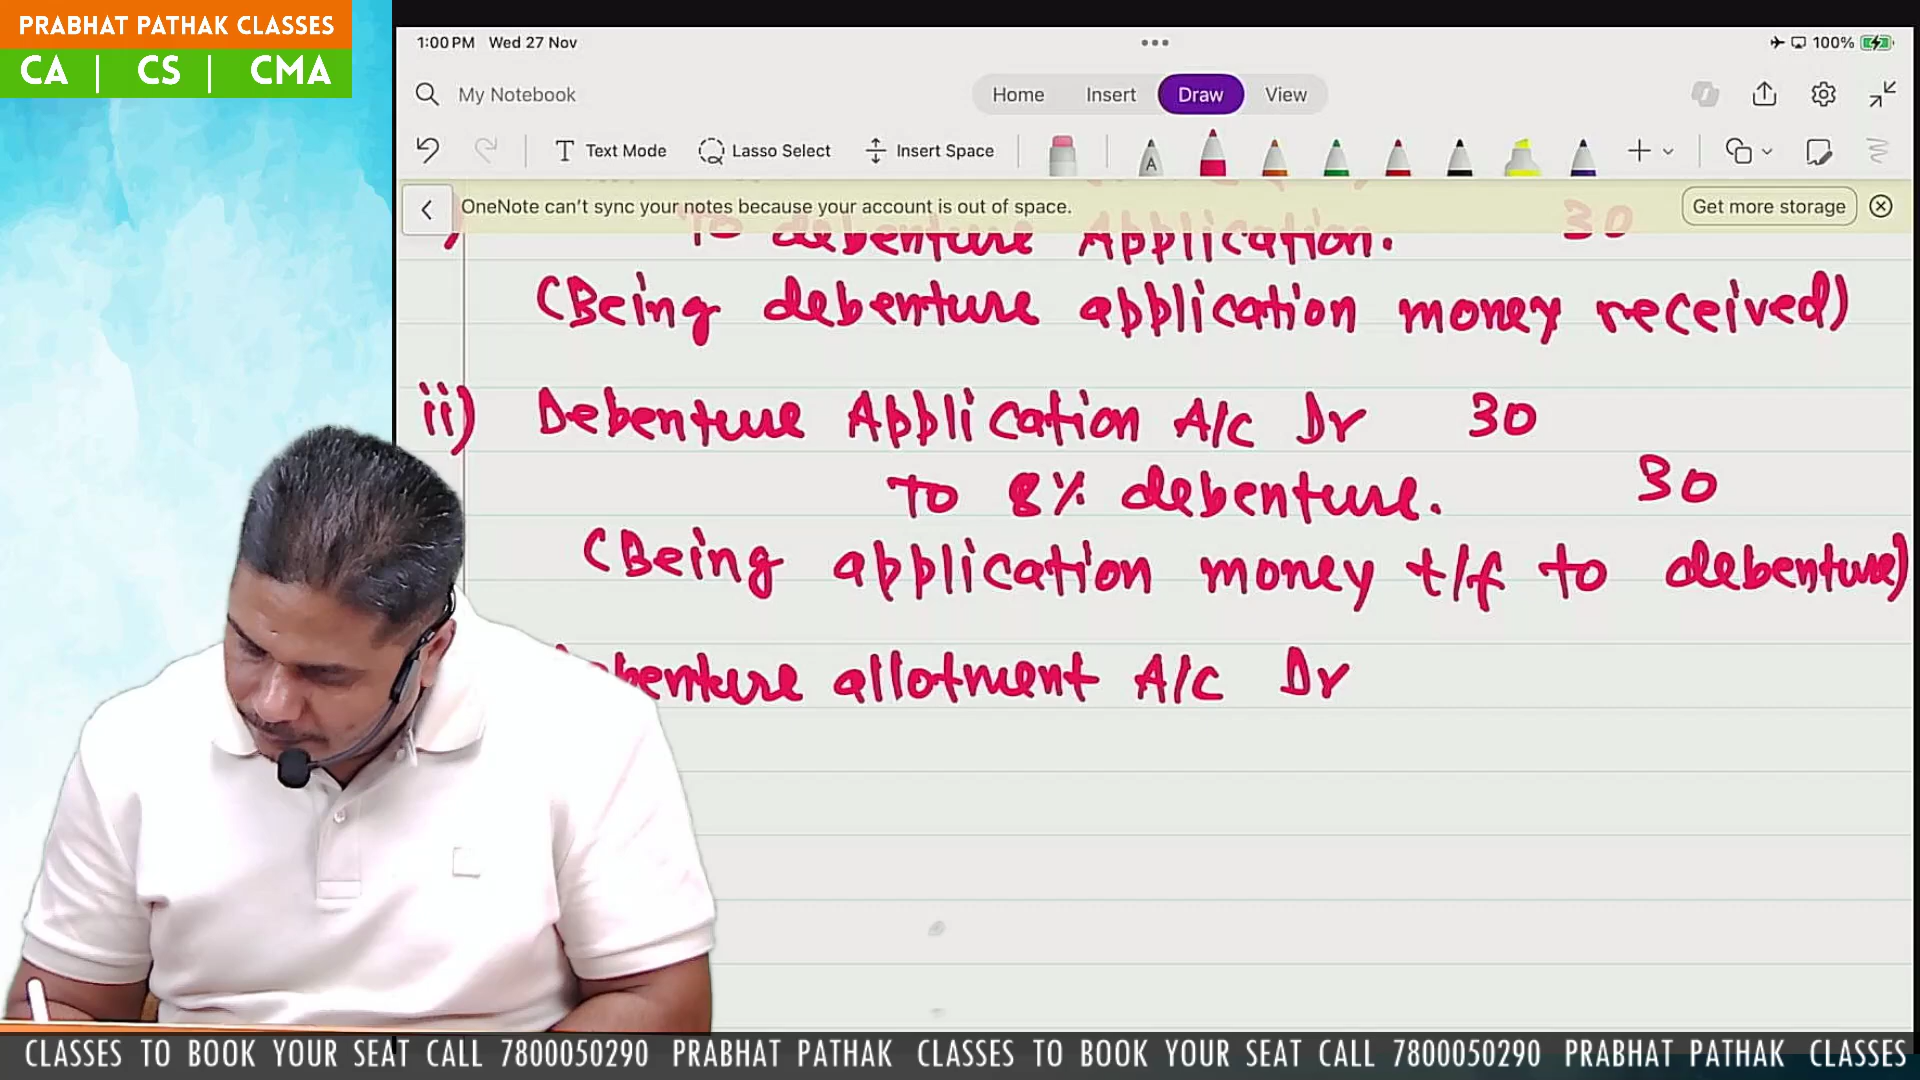 PRABHAT PATHAK CLASSES
CA | CS | CMA
1:00 PM Wed 27 Nov
100%
My Notebook
Home Insert Draw View
Text Mode Lasso Select Insert Space
A
OneNote can't sync your notes because your account is out of space.
Get more storage
To debenture Application. 30
(Being debenture application money received)
ii) Debenture Application A/c Dr 30
To 8% debenture. 30
(Being application money t/f to debenture)
allotment A/c Dr
CLASSES TO BOOK YOUR SEAT CALL 7800050290 PRABHAT PATHAK CLASSES TO BOOK YOUR SEAT CALL 7800050290 PRABHAT PATHAK CLASSES